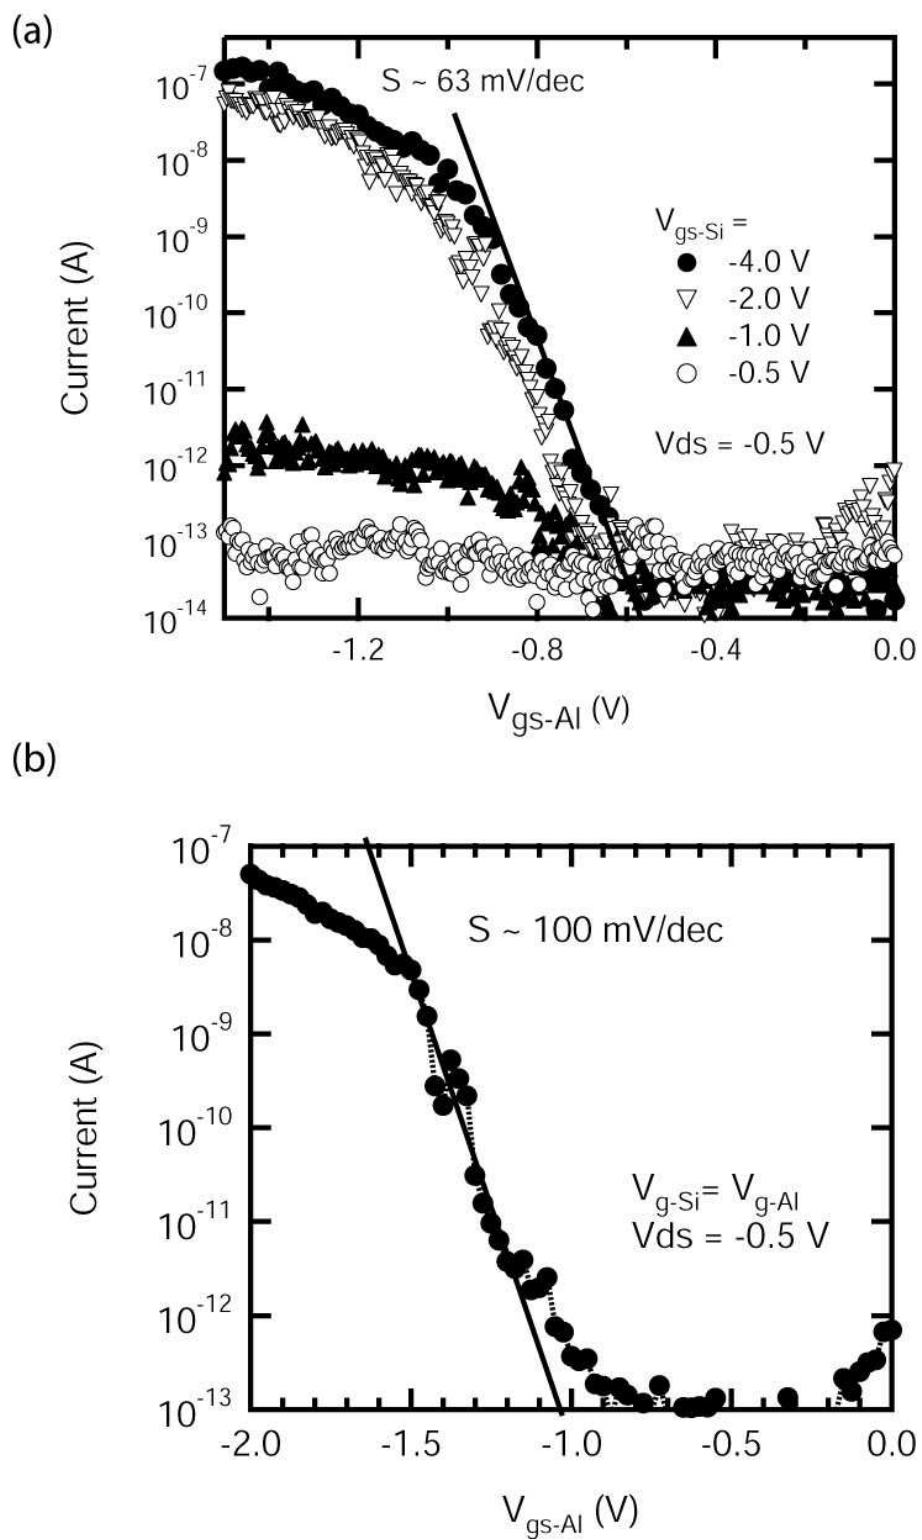 (a)
S ~ 63 mV/dec
10⁻⁷
10⁻⁸
10⁻⁹
10⁻¹⁰
10⁻¹¹
10⁻¹²
10⁻¹³
10⁻¹⁴
Current (A)
V_gs-Si =
-4.0 V
-2.0 V
-1.0 V
-0.5 V
Vds = -0.5 V
-1.2 -0.8 -0.4 0.0
V_gs-Al (V)
(b)
10⁻⁷
10⁻⁸
10⁻⁹
10⁻¹⁰
10⁻¹¹
10⁻¹²
10⁻¹³
Current (A)
S ~ 100 mV/dec
V_g-Si= V_g-Al
Vds = -0.5 V
-2.0 -1.5 -1.0 -0.5 0.0
V_gs-Al (V)